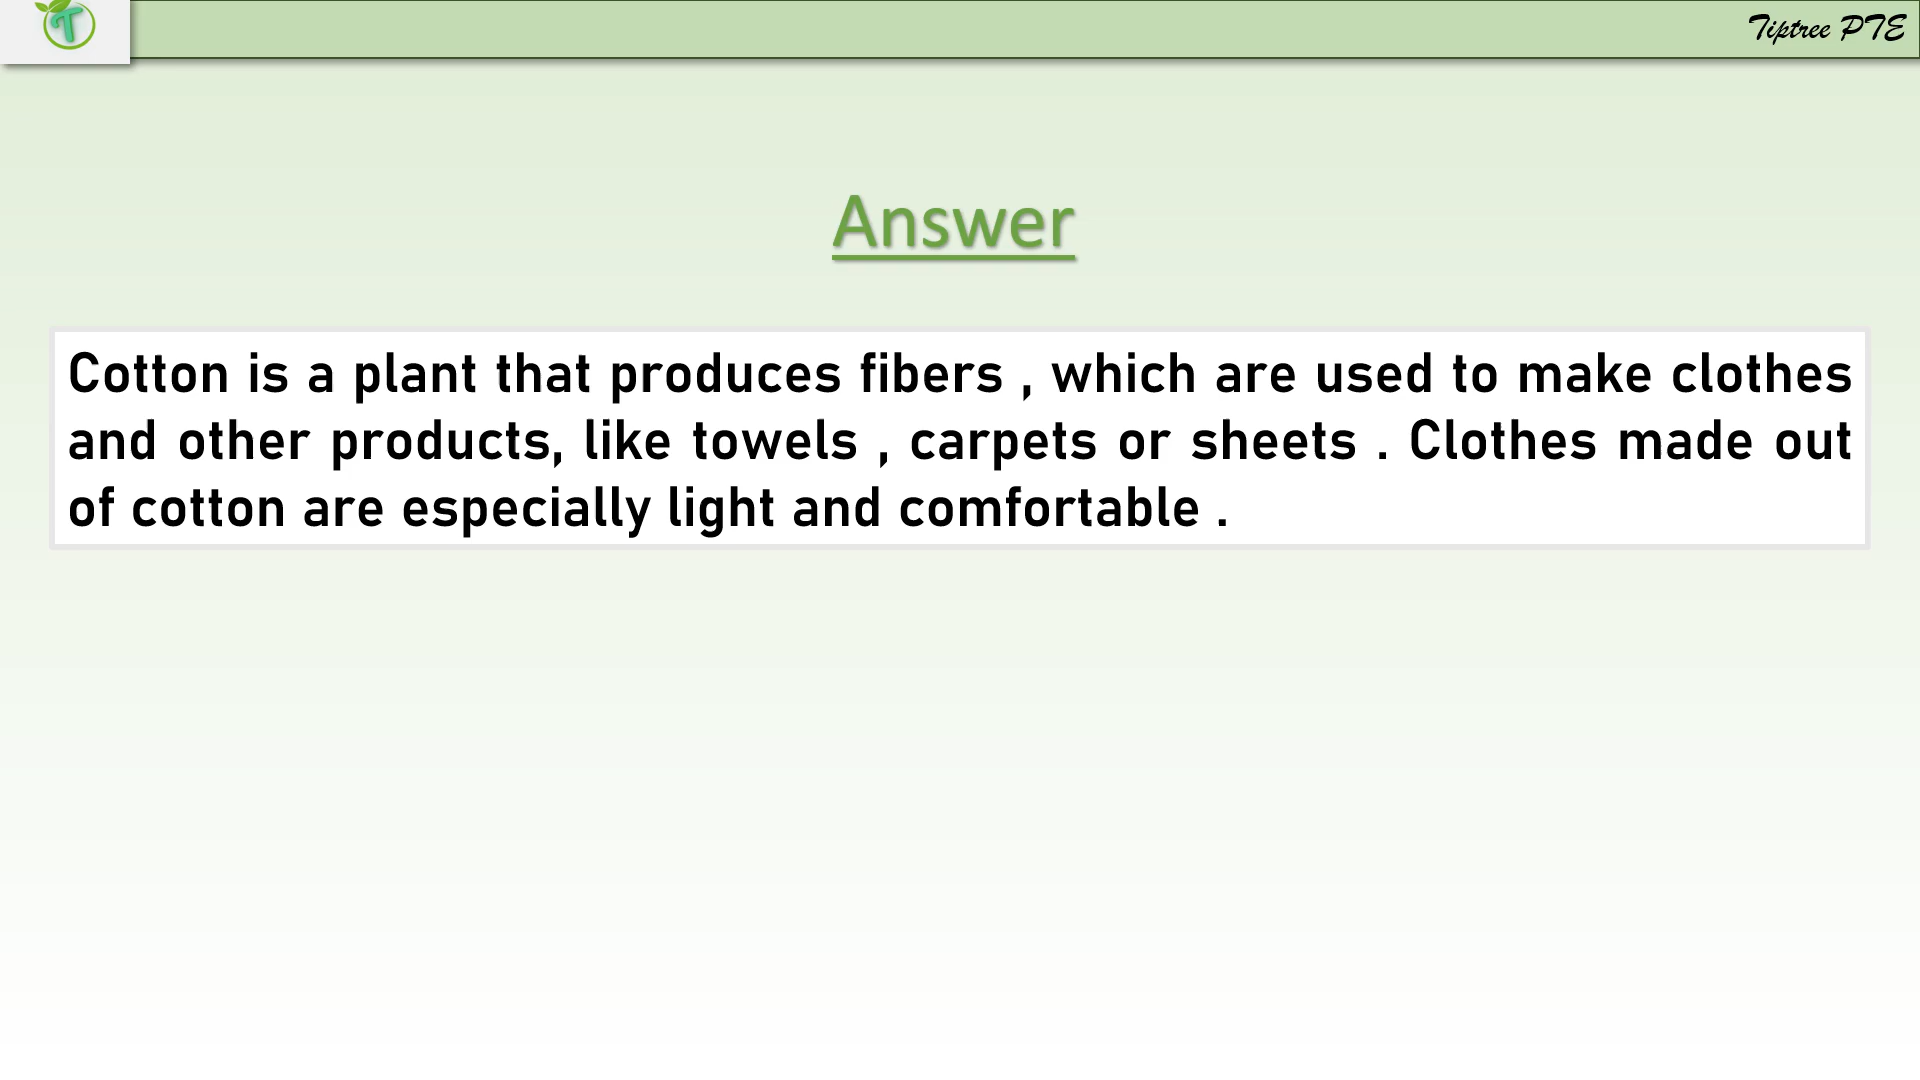 T
Tiptree PTE
Answer
Cotton is a plant that produces fibers , which are used to make clothes
and other products, like towels , carpets or sheets . Clothes made out
of cotton are especially light and comfortable .